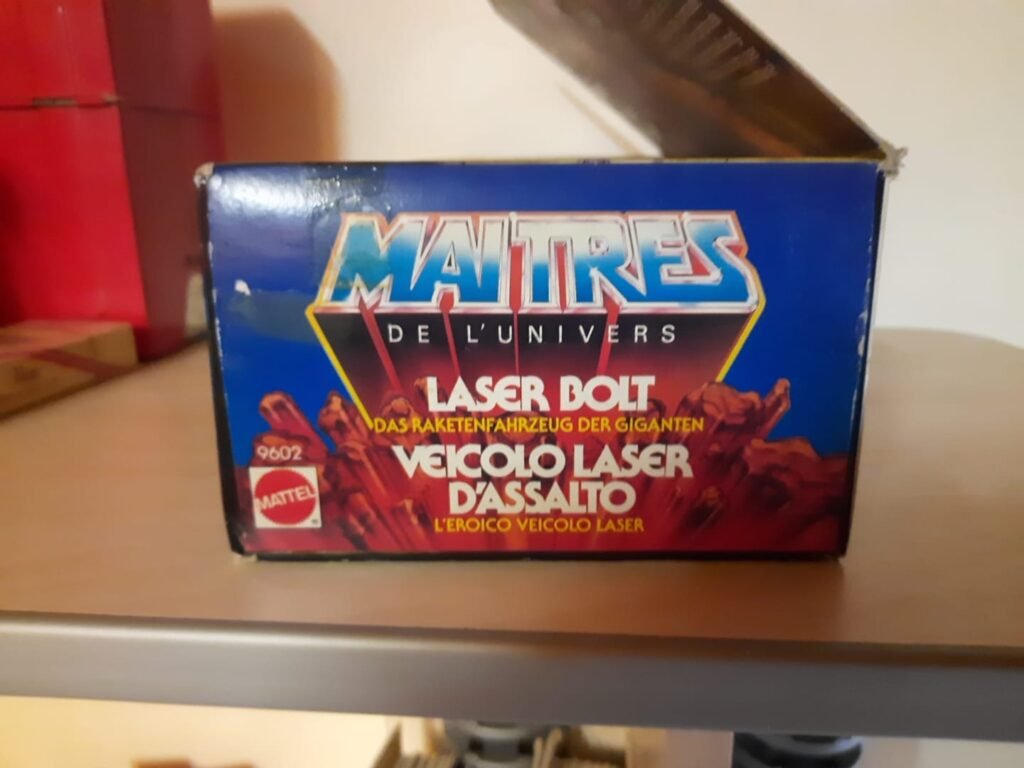 MAITRES
DE L'UNIVERS
LASER BOLT
DAS RAKETENFAHRZEUG DER GIGANTEN
VEICOLO LASER
D'ASSALTO
L'EROICO VEICOLO LASER
9602
MATTEL